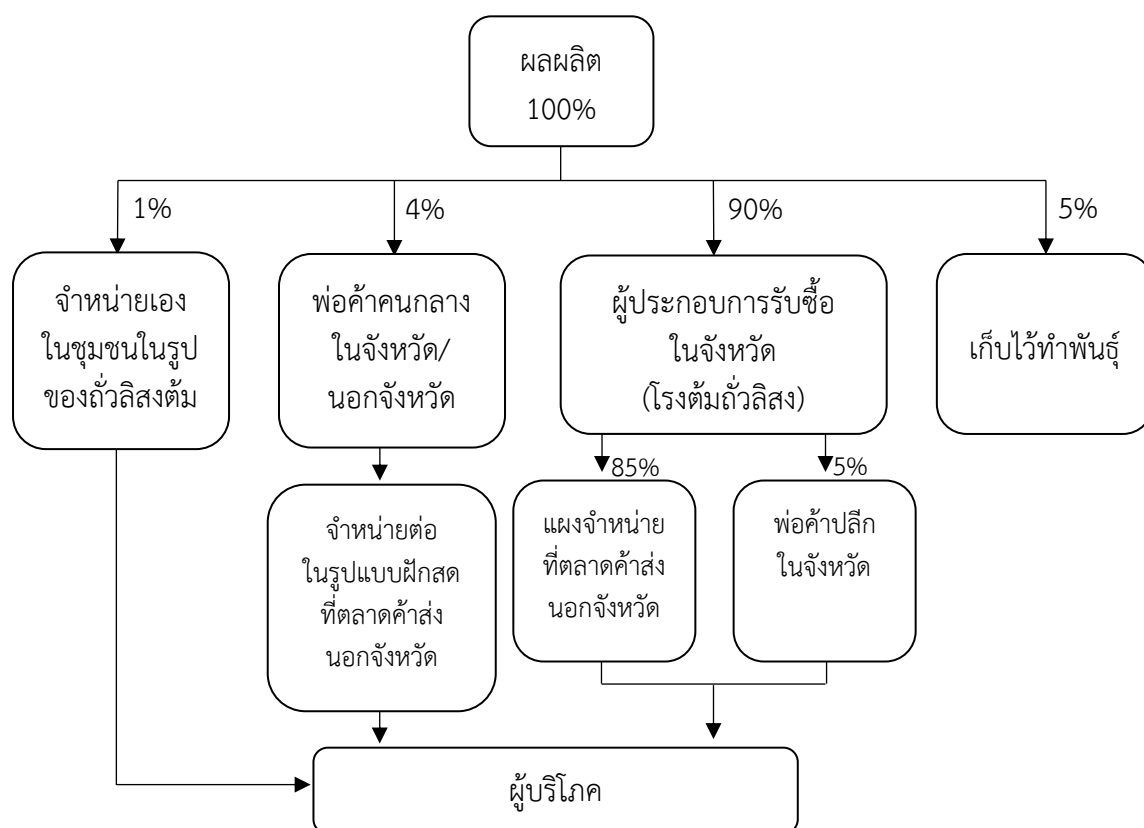 ผลผลิต
100%
1%
4%
90%
5%
จำหน่ายเอง
ในชุมชนในรูป
ของถั่วลิสงต้ม
พ่อค้าคนกลาง
ในจังหวัด/
นอกจังหวัด
ผู้ประกอบการรับซื้อ
ในจังหวัด
(โรงต้มถั่วลิสง)
เก็บไว้ทำพันธุ์
85%
5%
จำหน่ายต่อ
ในรูปแบบฝักสด
ที่ตลาดค้าส่ง
นอกจังหวัด
แผงจำหน่าย
ที่ตลาดค้าส่ง
นอกจังหวัด
พ่อค้าปลีก
ในจังหวัด
ผู้บริโภค